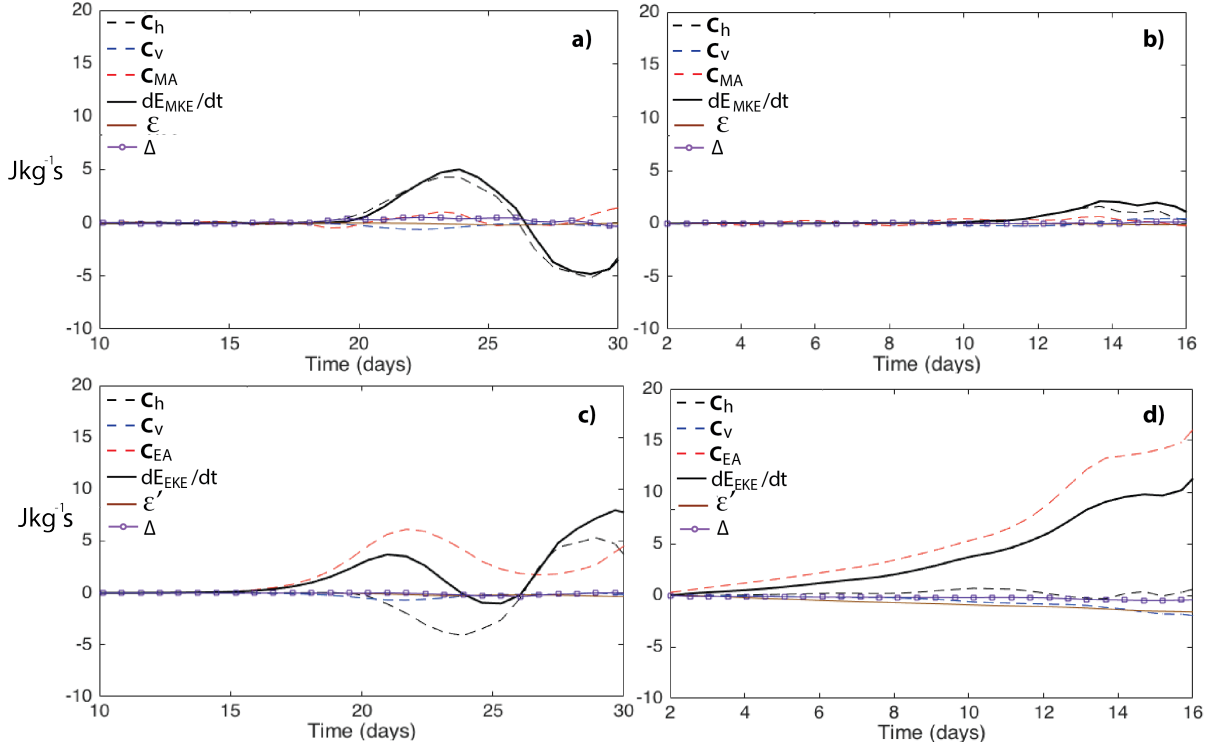 20
15
10
5
0
-5
-10
C_h
C_v
C_MA
dE_MKE/dt
ε
Δ
a)
Jkg⁻¹s
10 15 20 25 30
Time (days)
20
15
10
5
0
-5
-10
C_h
C_v
C_MA
dE_MKE/dt
ε
Δ
b)
2 4 6 8 10 12 14 16
Time (days)
20
15
10
5
0
-5
-10
C_h
C_v
C_EA
dE_EKE/dt
ε′
Δ
c)
Jkg⁻¹s
10 15 20 25 30
Time (days)
20
15
10
5
0
-5
-10
C_h
C_v
C_EA
dE_EKE/dt
ε′
Δ
d)
2 4 6 8 10 12 14 16
Time (days)